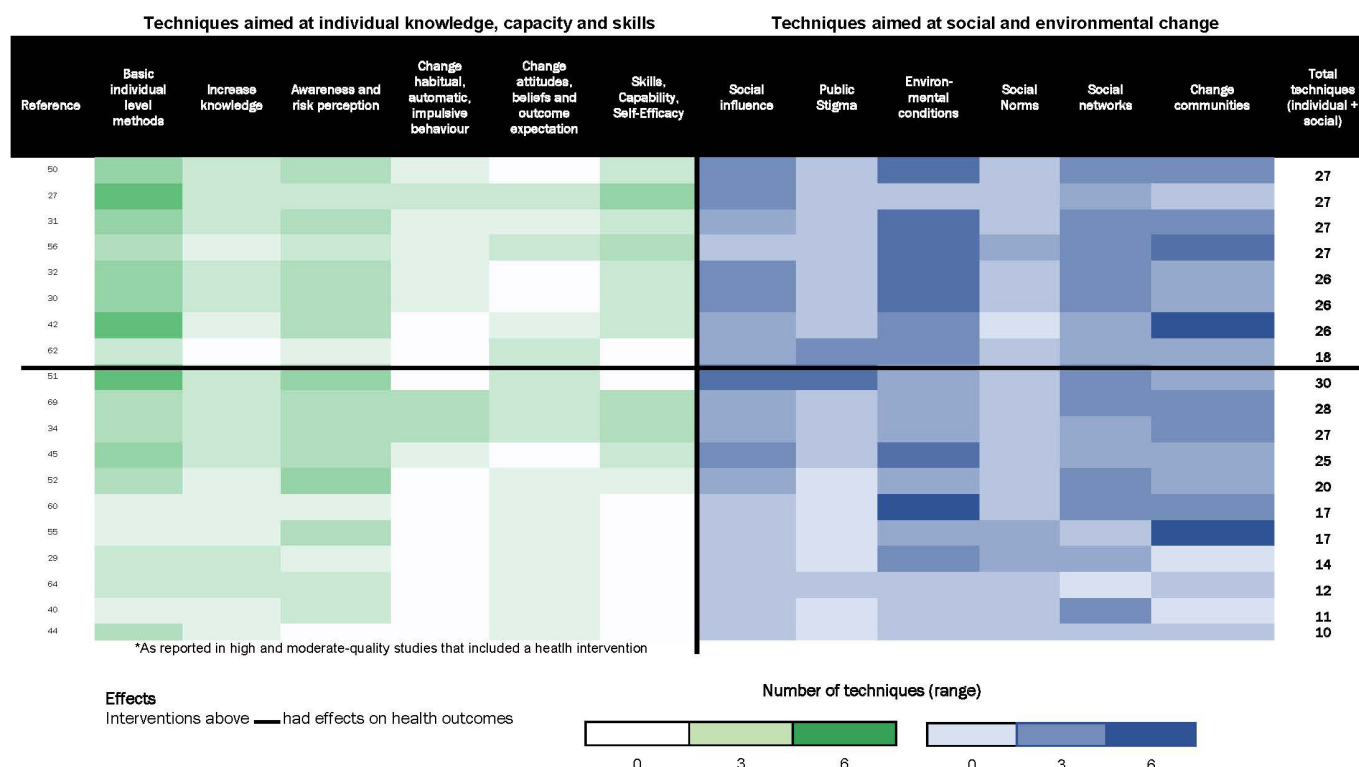 Techniques aimed at individual knowledge, capacity and skills
Techniques aimed at social and environmental change
Reference
Basic
individual
level
methods
Increase
knowledge
Awareness and
risk perception
Change
habitual,
automatic,
impulsive
behaviour
Change
attitudes,
beliefs and
outcome
expectation
Skills,
Capability,
Self-Efficacy
Social
influence
Public
Stigma
Environ-
mental
conditions
Social
Norms
Social
networks
Change
communities
Total
techniques
(individual +
social)
50 27
27 27
31 27
56 27
32 26
30 26
42 26
62 18
51 30
69 28
34 27
45 25
52 20
60 17
55 17
29 14
64 12
40 11
44 10
*As reported in high and moderate-quality studies that included a heatlh intervention
Effects
Interventions above had effects on health outcomes
Number of techniques (range)
0 3 6 0 3 6